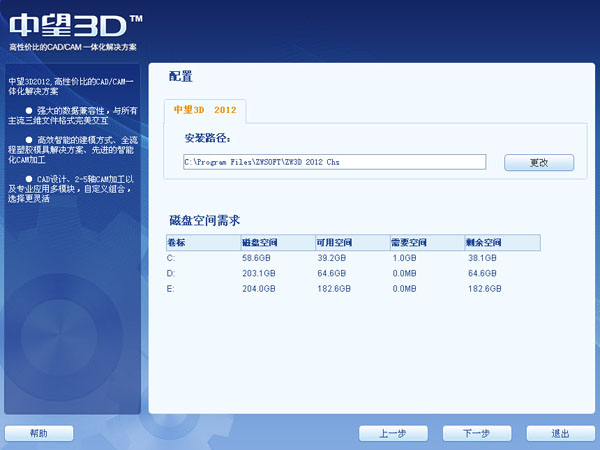 中望3D™
高性价比的CAD/CAM 一体化解决方案
中望3D2012,高性价比的CAD/CAM一
体化解决方案
● 强大的数据兼容性，与所有
主流三维文件格式完美交互
● 高效智能的建模方式、全流
程塑胶模具解决方案、先进的智能
化CAM加工
● CAD设计、2-5轴CAM加工以
及专业应用多模块，自定义组合，
选择更灵活
配置
中望3D 2012
安装路径:
C:\Program Files\ZWSOFT\ZW3D 2012 Chs
更改
磁盘空间需求
卷标 磁盘空间 可用空间 需要空间 剩余空间
C: 58.6GB 39.2GB 1.0GB 38.1GB
D: 203.1GB 64.6GB 0.0MB 64.6GB
E: 204.0GB 182.6GB 0.0MB 182.6GB
帮助 上一步 下一步 退出